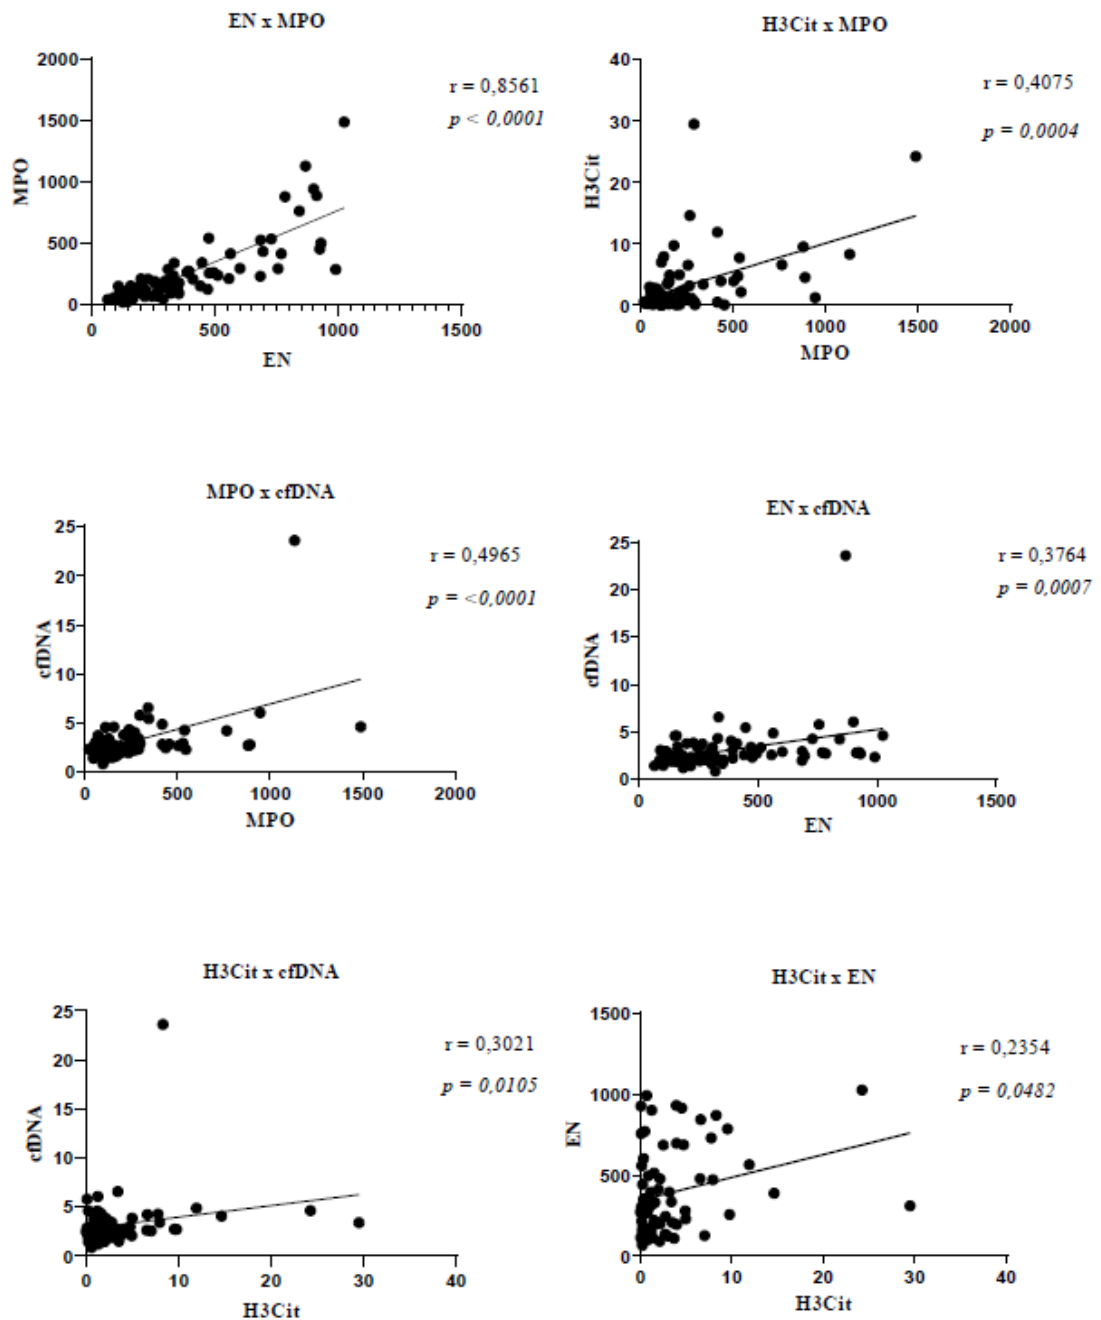 EN x MPO
2000
1500
1000
500
0
MPO
0 500 1000 1500
EN
r = 0,8561
p < 0,0001
H3Cit x MPO
40
30
20
10
0
H3Cit
0 500 1000 1500 2000
MPO
r = 0,4075
p = 0,0004
MPO x cfDNA
25
20
15
10
5
0
cfDNA
0 500 1000 1500 2000
MPO
r = 0,4965
p = <0,0001
EN x cfDNA
25
20
15
10
5
0
cfDNA
0 500 1000 1500
EN
r = 0,3764
p = 0,0007
H3Cit x cfDNA
25
20
15
10
5
0
cfDNA
0 10 20 30 40
H3Cit
r = 0,3021
p = 0,0105
H3Cit x EN
1500
1000
500
0
EN
0 10 20 30 40
H3Cit
r = 0,2354
p = 0,0482